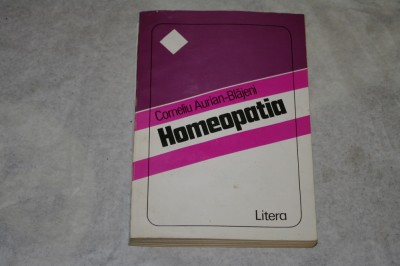 Corneliu Aurian-Blăjeni
Homeopatia
Litera